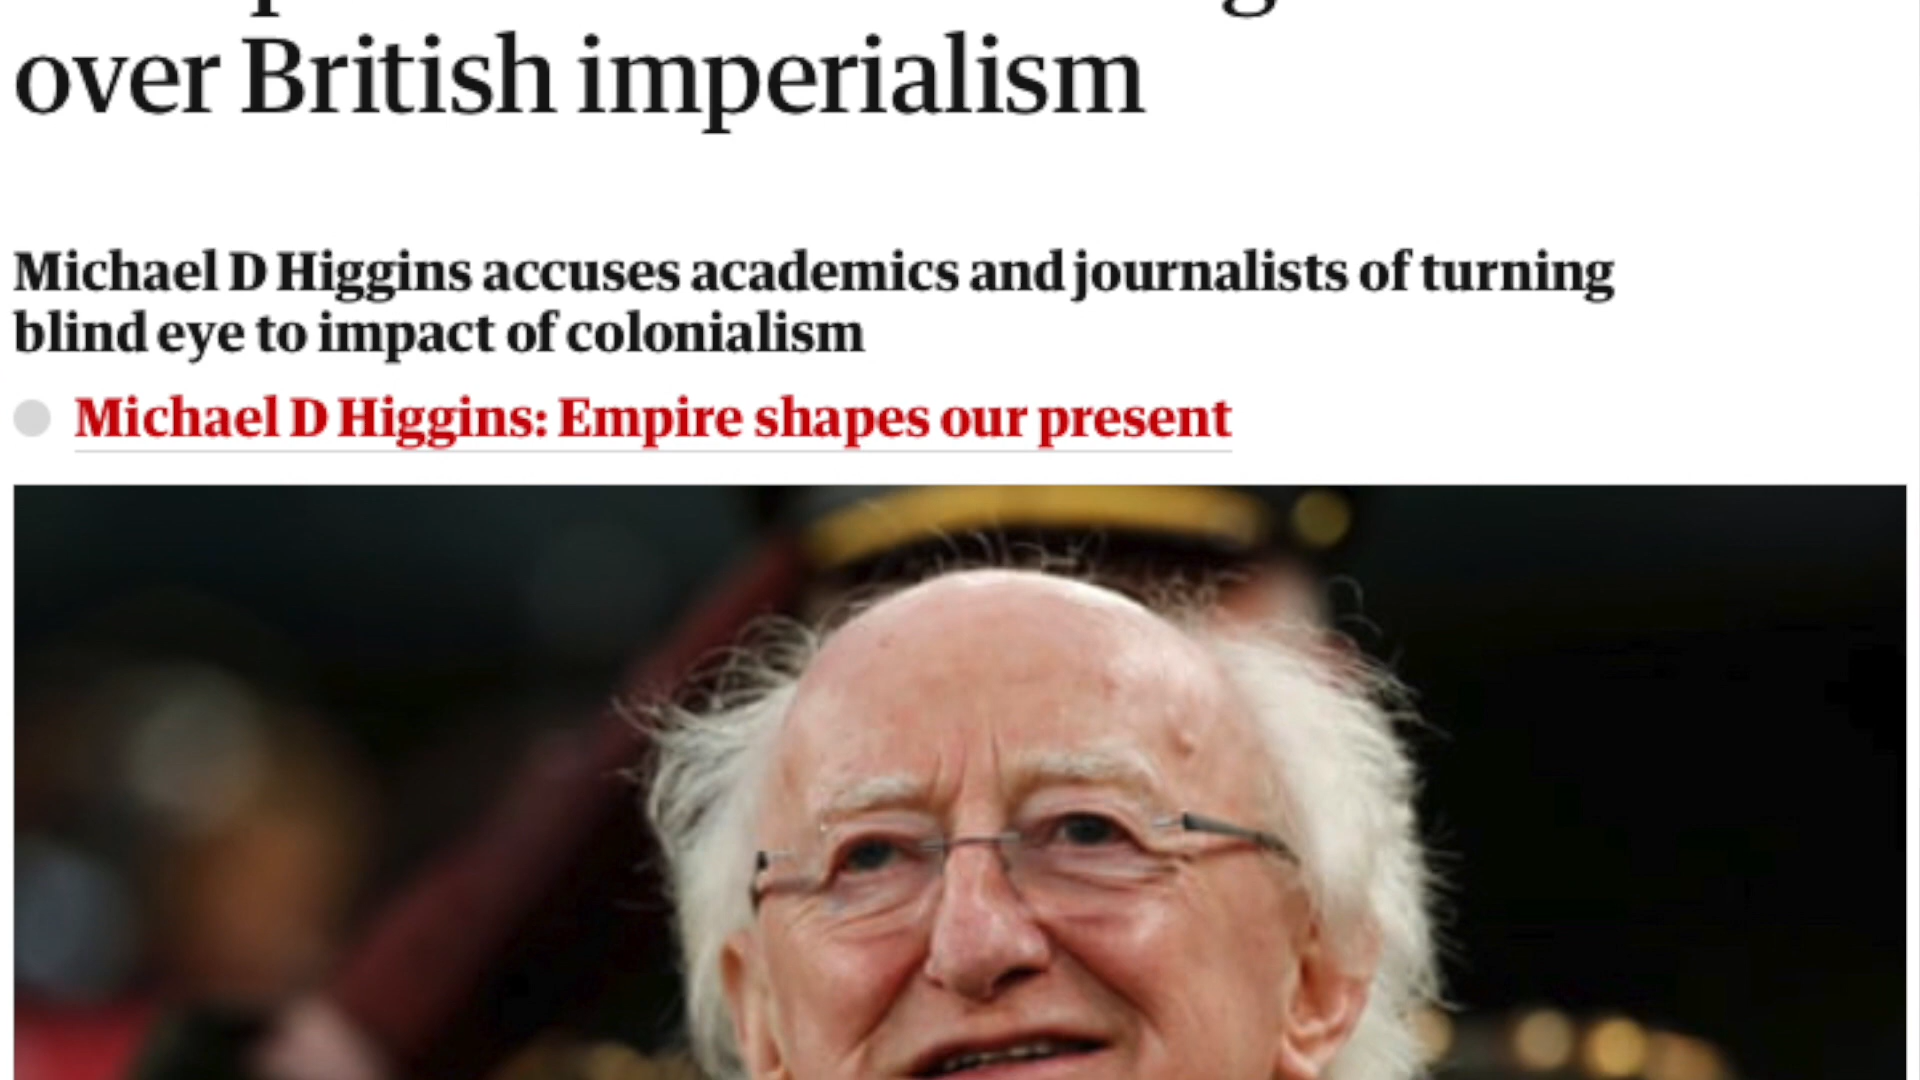 over British imperialism
Michael D Higgins accuses academics and journalists of turning
blind eye to impact of colonialism
Michael D Higgins: Empire shapes our present